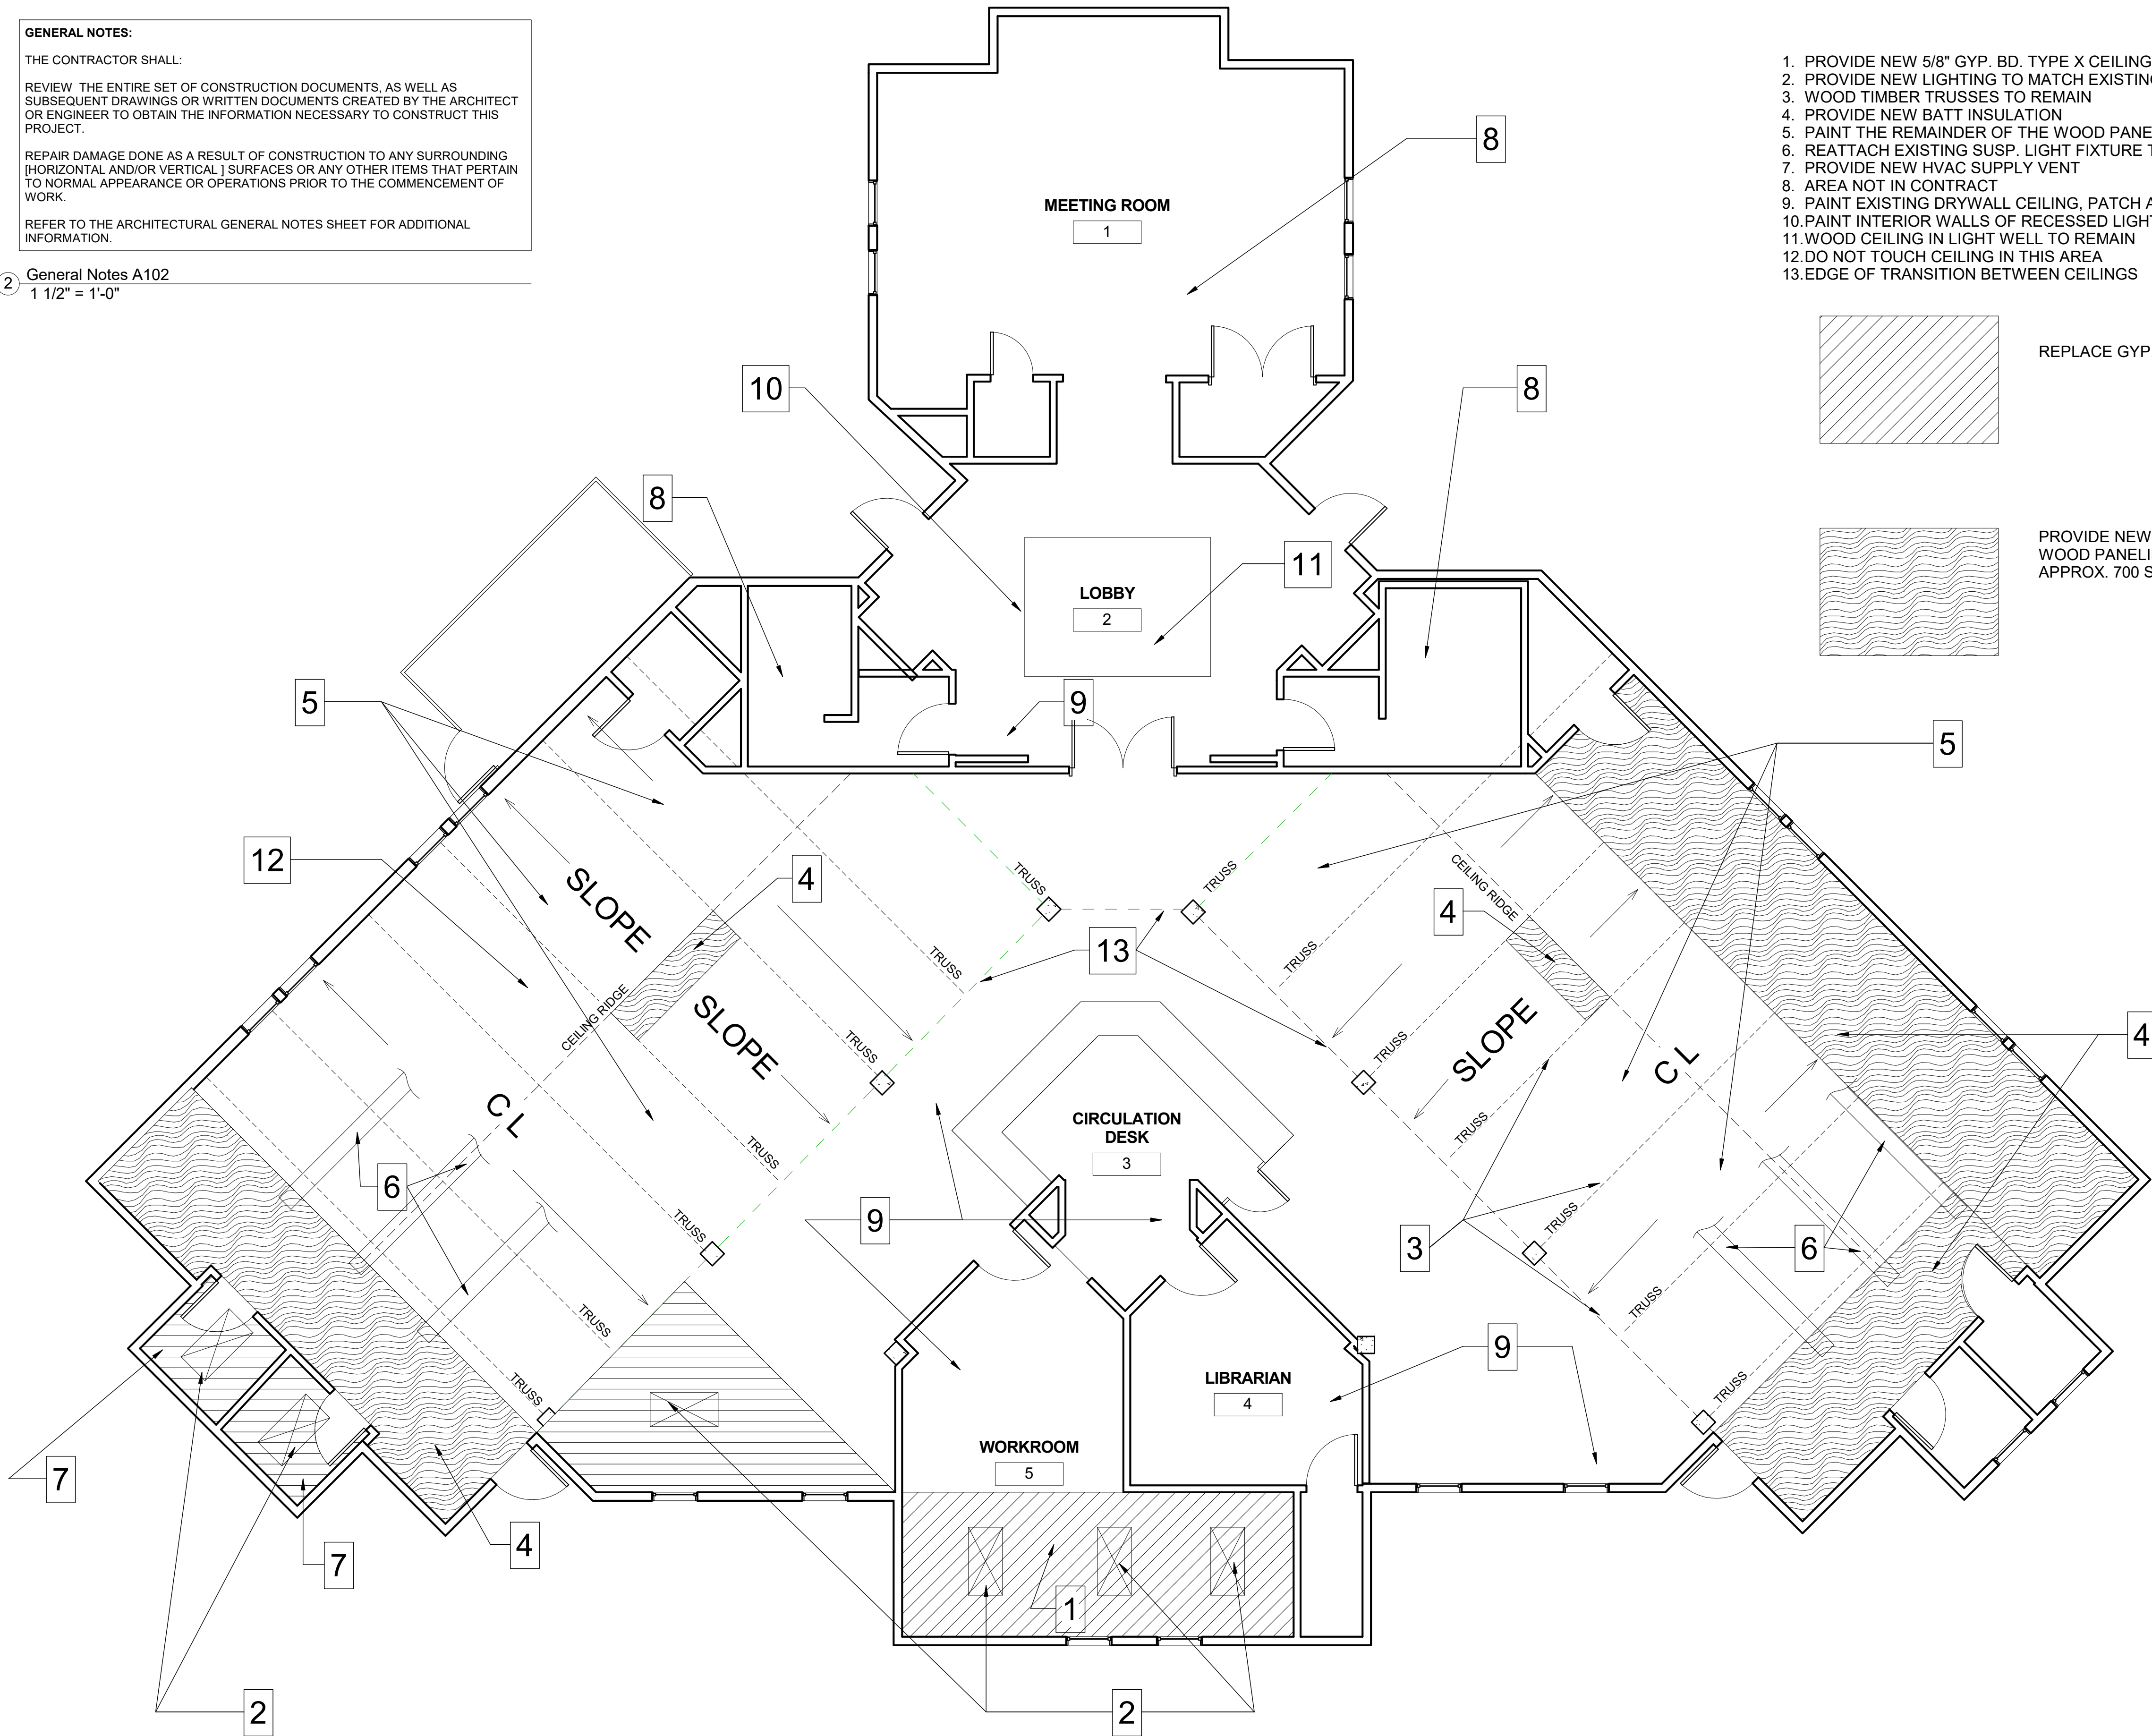 GENERAL NOTES:
THE CONTRACTOR SHALL:
REVIEW THE ENTIRE SET OF CONSTRUCTION DOCUMENTS, AS WELL AS
SUBSEQUENT DRAWINGS OR WRITTEN DOCUMENTS CREATED BY THE ARCHITECT
OR ENGINEER TO OBTAIN THE INFORMATION NECESSARY TO CONSTRUCT THIS
PROJECT.
REPAIR DAMAGE DONE AS A RESULT OF CONSTRUCTION TO ANY SURROUNDING
[HORIZONTAL AND/OR VERTICAL ] SURFACES OR ANY OTHER ITEMS THAT PERTAIN
TO NORMAL APPEARANCE OR OPERATIONS PRIOR TO THE COMMENCEMENT OF
WORK.
REFER TO THE ARCHITECTURAL GENERAL NOTES SHEET FOR ADDITIONAL
INFORMATION.
2 General Notes A102
1 1/2" = 1'-0"
1. PROVIDE NEW 5/8" GYP. BD. TYPE X CEILING
2. PROVIDE NEW LIGHTING TO MATCH EXISTING
3. WOOD TIMBER TRUSSES TO REMAIN
4. PROVIDE NEW BATT INSULATION
5. PAINT THE REMAINDER OF THE WOOD PANE
6. REATTACH EXISTING SUSP. LIGHT FIXTURE T
7. PROVIDE NEW HVAC SUPPLY VENT
8. AREA NOT IN CONTRACT
9. PAINT EXISTING DRYWALL CEILING, PATCH A
10.PAINT INTERIOR WALLS OF RECESSED LIGHT
11.WOOD CEILING IN LIGHT WELL TO REMAIN
12.DO NOT TOUCH CEILING IN THIS AREA
13.EDGE OF TRANSITION BETWEEN CEILINGS
REPLACE GYP
PROVIDE NEW
WOOD PANELI
APPROX. 700 S
8
MEETING ROOM
1
10
8
8
11
LOBBY
2
5
9
5
12
SLOPE
4
TRUSS
TRUSS
CEILING RIDGE
4
13
TRUSS
TRUSS
CEILING RIDGE
SLOPE
SLOPE
4
TRUSS
TRUSS
C L
C L
CIRCULATION
DESK
3
TRUSS
TRUSS
6
9
TRUSS
TRUSS
3
6
TRUSS
TRUSS
9
LIBRARIAN
4
TRUSS
TRUSS
WORKROOM
5
7
4
7
1
2
2